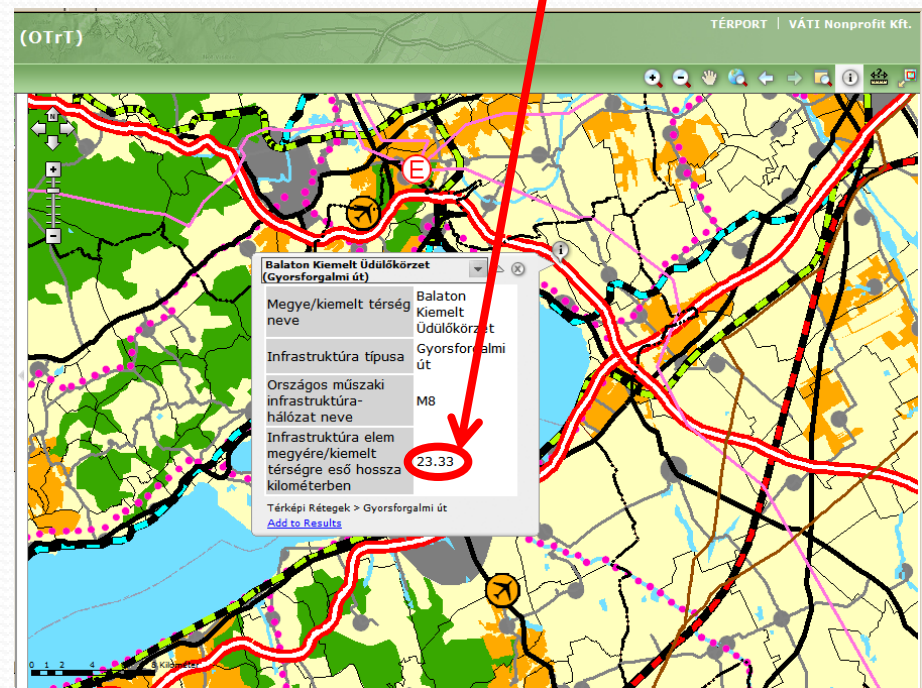 TÉRPORT | VÁTI Nonprofit Kft.
(OTrT)
N
E
Balaton Kiemelt Üdülőkörzet
(Gyorsforgalmi út)
Megye/kiemelt térség
neve
Balaton
Kiemelt
Üdülőkörzet
Infrastruktúra típusa
Gyorsforgalmi
út
Országos műszaki
infrastruktúra-
hálózat neve
M8
Infrastruktúra elem
megyére/kiemelt
térségre eső hossza
kilométerben
23.33
Térképi Rétegek > Gyorsforgalmi út
Add to Results
0 1 2 4 8 Kilométer